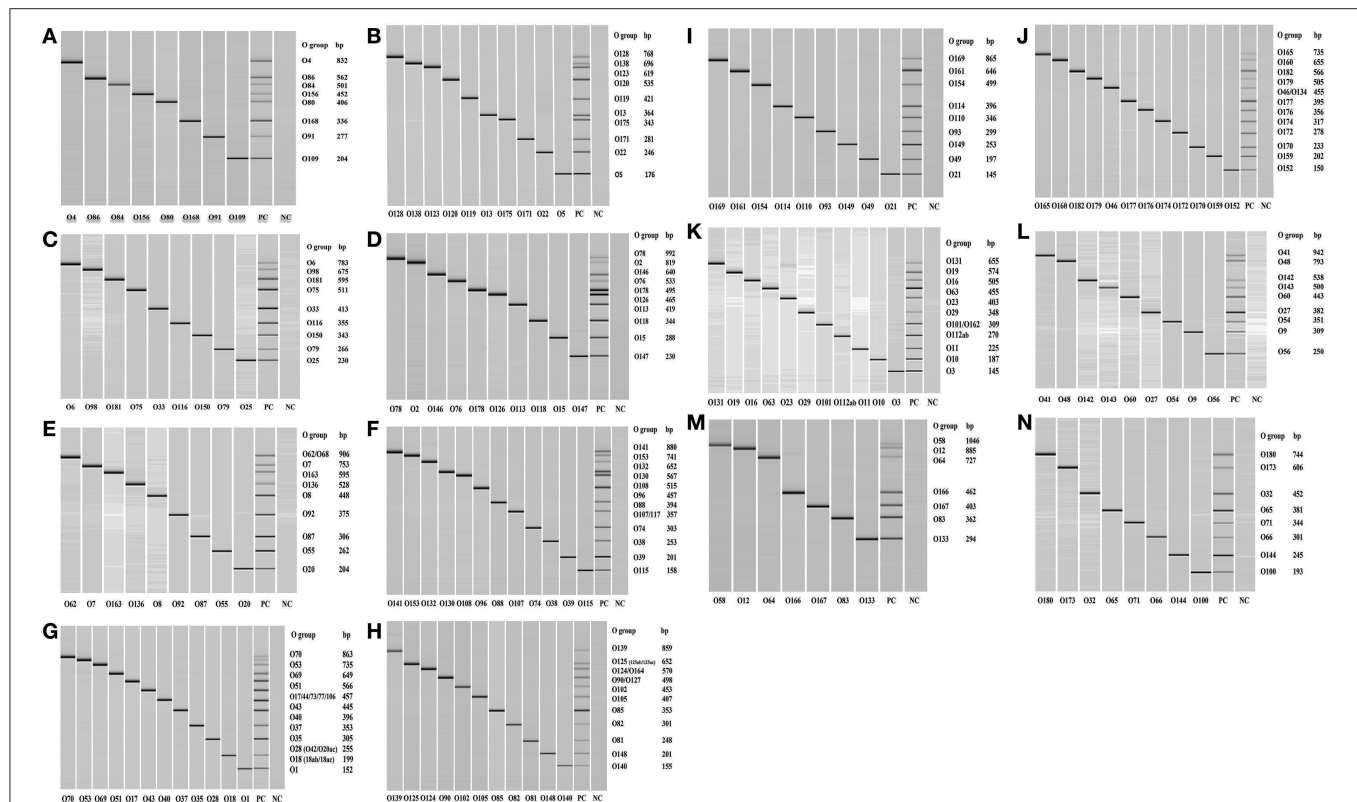 A
O group bp
O4 832
O86 562
O84 501
O156 452
O80 406
O168 336
O91 277
O109 204
O4 O86 O84 O156 O80 O168 O91 O109 PC NC
B
O group bp
O128 768
O138 696
O123 619
O120 535
O119 421
O13 364
O175 343
O171 281
O22 246
O5 176
O128 O138 O123 O120 O119 O13 O175 O171 O22 O5 PC NC
C
O group bp
O6 783
O98 675
O181 595
O75 511
O33 413
O116 355
O150 343
O79 266
O25 230
O6 O98 O181 O75 O33 O116 O150 O79 O25 PC NC
D
O group bp
O78 992
O2 819
O146 640
O76 533
O178 495
O126 465
O113 419
O118 344
O15 288
O147 230
O78 O2 O146 O76 O178 O126 O113 O118 O15 O147 PC NC
E
O group bp
O62/O68 906
O7 753
O163 595
O136 528
O8 448
O92 375
O87 306
O55 262
O20 204
O62 O7 O163 O136 O8 O92 O87 O55 O20 PC NC
F
O group bp
O141 880
O153 741
O132 652
O130 567
O108 515
O96 457
O88 394
O107/117 357
O74 303
O38 253
O39 201
O115 158
O141 O153 O132 O130 O108 O96 O88 O107 O74 O38 O39 O115 PC NC
G
O group bp
O70 863
O53 735
O69 649
O51 566
O17/44/73/77/106 457
O43 445
O40 396
O37 353
O35 305
O28 (O42/O20ac) 255
O18 (18ab/18ac) 199
O1 152
O70 O53 O69 O51 O17 O43 O40 O37 O35 O28 O18 O1 PC NC
H
O group bp
O139 859
O125 (125ab/125ac) 652
O124/O164 570
O90/O127 498
O102 453
O105 407
O85 353
O82 301
O81 248
O148 201
O140 155
O139 O125 O124 O90 O102 O105 O85 O82 O81 O148 O140 PC NC
I
O group bp
O169 865
O161 646
O154 499
O114 396
O110 346
O93 299
O149 253
O49 197
O21 145
O169 O161 O154 O114 O110 O93 O149 O49 O21 PC NC
J
O group bp
O165 735
O160 655
O182 566
O179 505
O46/O134 455
O177 395
O176 356
O174 317
O172 278
O170 233
O159 202
O152 150
O165 O160 O182 O179 O46 O177 O176 O174 O172 O170 O159 O152 PC NC
K
O group bp
O131 655
O19 574
O16 505
O63 455
O23 403
O29 348
O101/O162 309
O112ab 270
O11 225
O10 187
O3 145
O131 O19 O16 O63 O23 O29 O101 O112ab O11 O10 O3 PC NC
L
O group bp
O41 942
O48 793
O142 538
O143 500
O60 443
O27 382
O54 351
O9 309
O56 250
O41 O48 O142 O143 O60 O27 O54 O9 O56 PC NC
M
O group bp
O58 1046
O12 885
O64 727
O166 462
O167 403
O83 362
O133 294
O58 O12 O64 O166 O167 O83 O133 PC NC
N
O group bp
O180 744
O173 606
O32 452
O65 381
O71 344
O66 301
O144 245
O100 193
O180 O173 O32 O65 O71 O66 O144 O100 PC NC